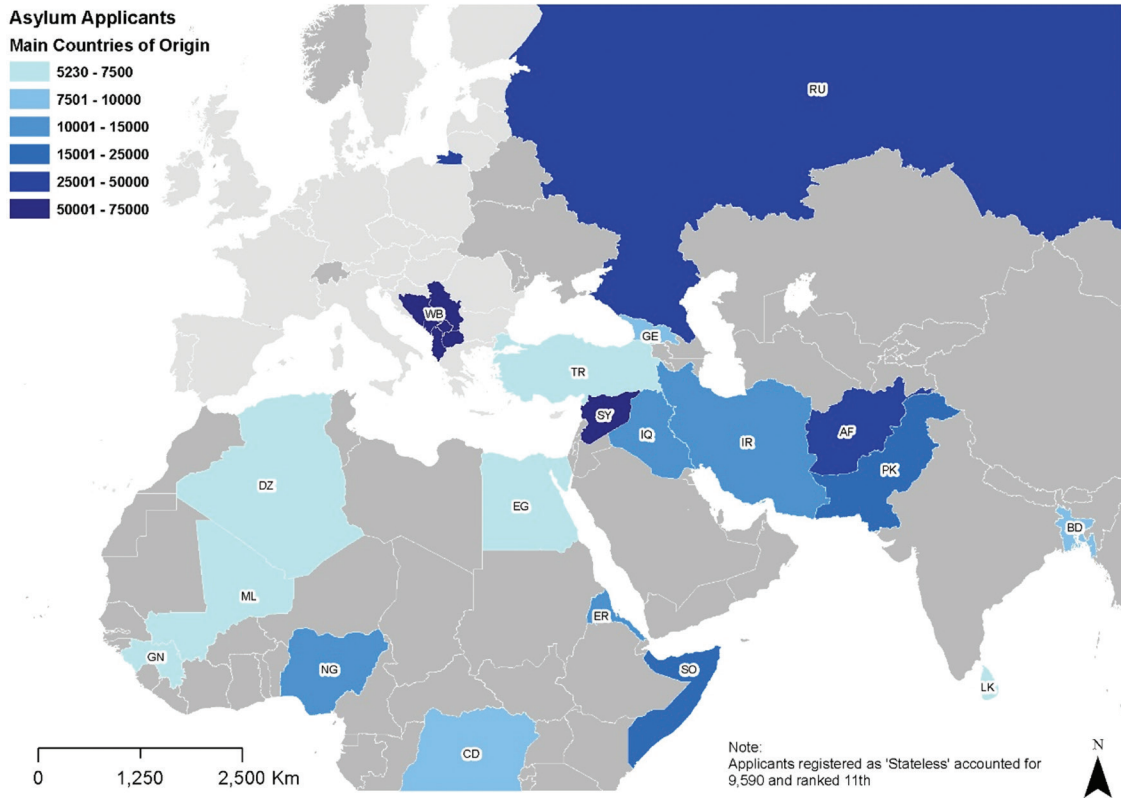 Asylum Applicants
Main Countries of Origin
5230 - 7500
7501 - 10000
10001 - 15000
15001 - 25000
25001 - 50000
50001 - 75000
RU
WB
GE
TR
SY
IQ
IR
AF
PK
DZ
EG
BD
ML
ER
GN
NG
SO
LK
CD
0
1,250
2,500 Km
Note:
Applicants registered as 'Stateless' accounted for
9,590 and ranked 11th
N